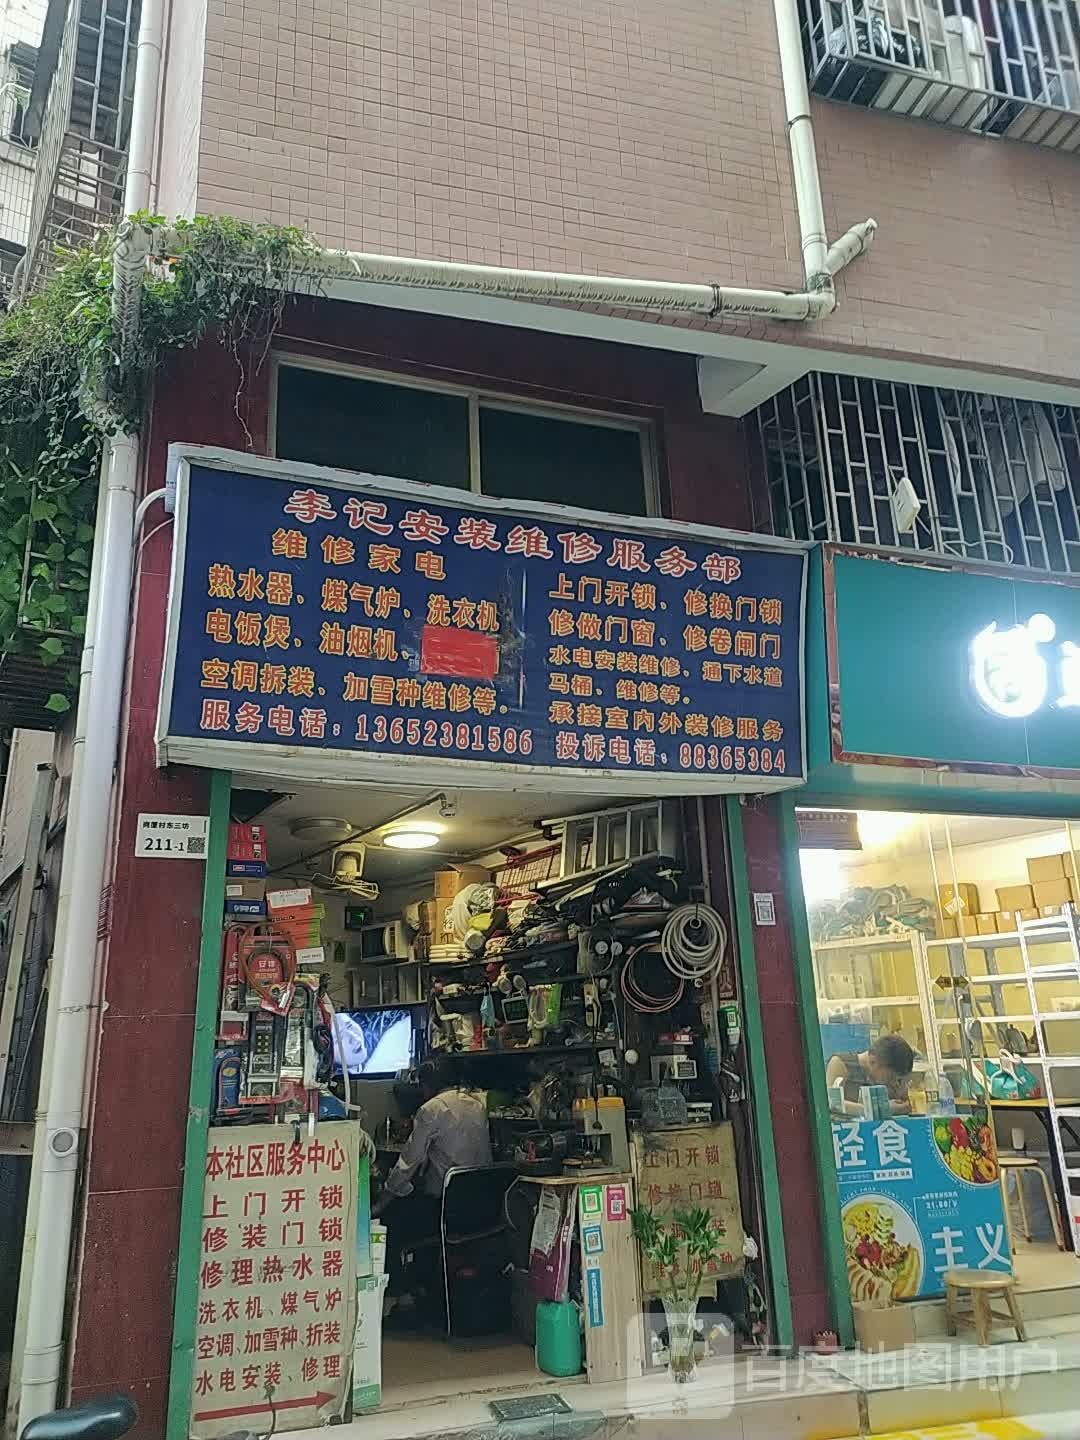 李记安装维修服务部
维修家电
热水器、煤气炉、洗衣机
电饭煲、油烟机、
空调拆装、加雪种维修等。
服务电话：13652381586
上门开锁、修换门锁
修做门窗、修卷闸门
水电安装维修、通下水道
马桶、维修等。
承接室内外装修服务
投诉电话：88365384
岗厦村东三坊
211-1
本社区服务中心
上门开锁
修装门锁
修理热水器
洗衣机、煤气炉
空调、加雪种、折装
水电安装、修理
上门开锁
修换门锁
轻食
主义
百度地图用户